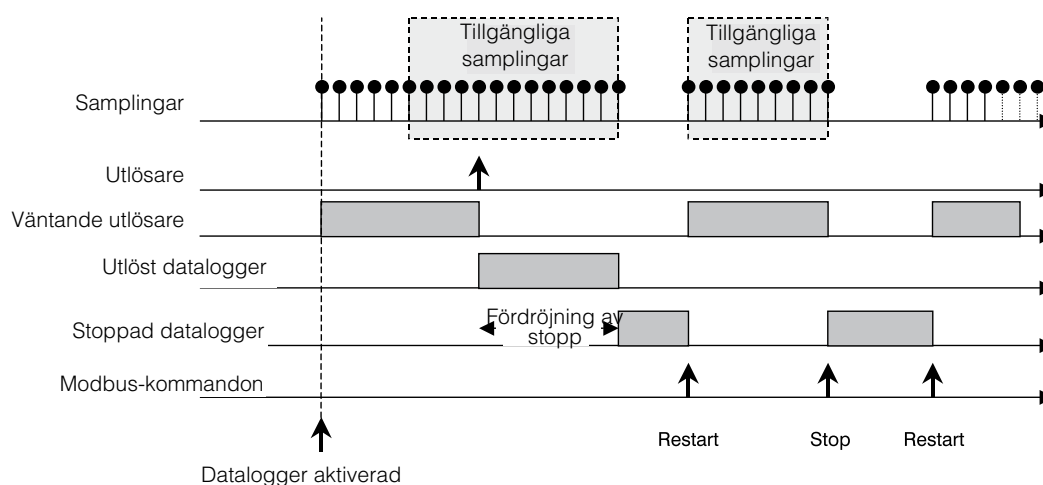 Tillgängliga
samplingar
Tillgängliga
samplingar
Samplingar
Utlösare
Väntande utlösare
Utlöst datalogger
Fördröjning av
stopp
Stoppad datalogger
Modbus-kommandon
Restart
Stop
Restart
Datalogger aktiverad